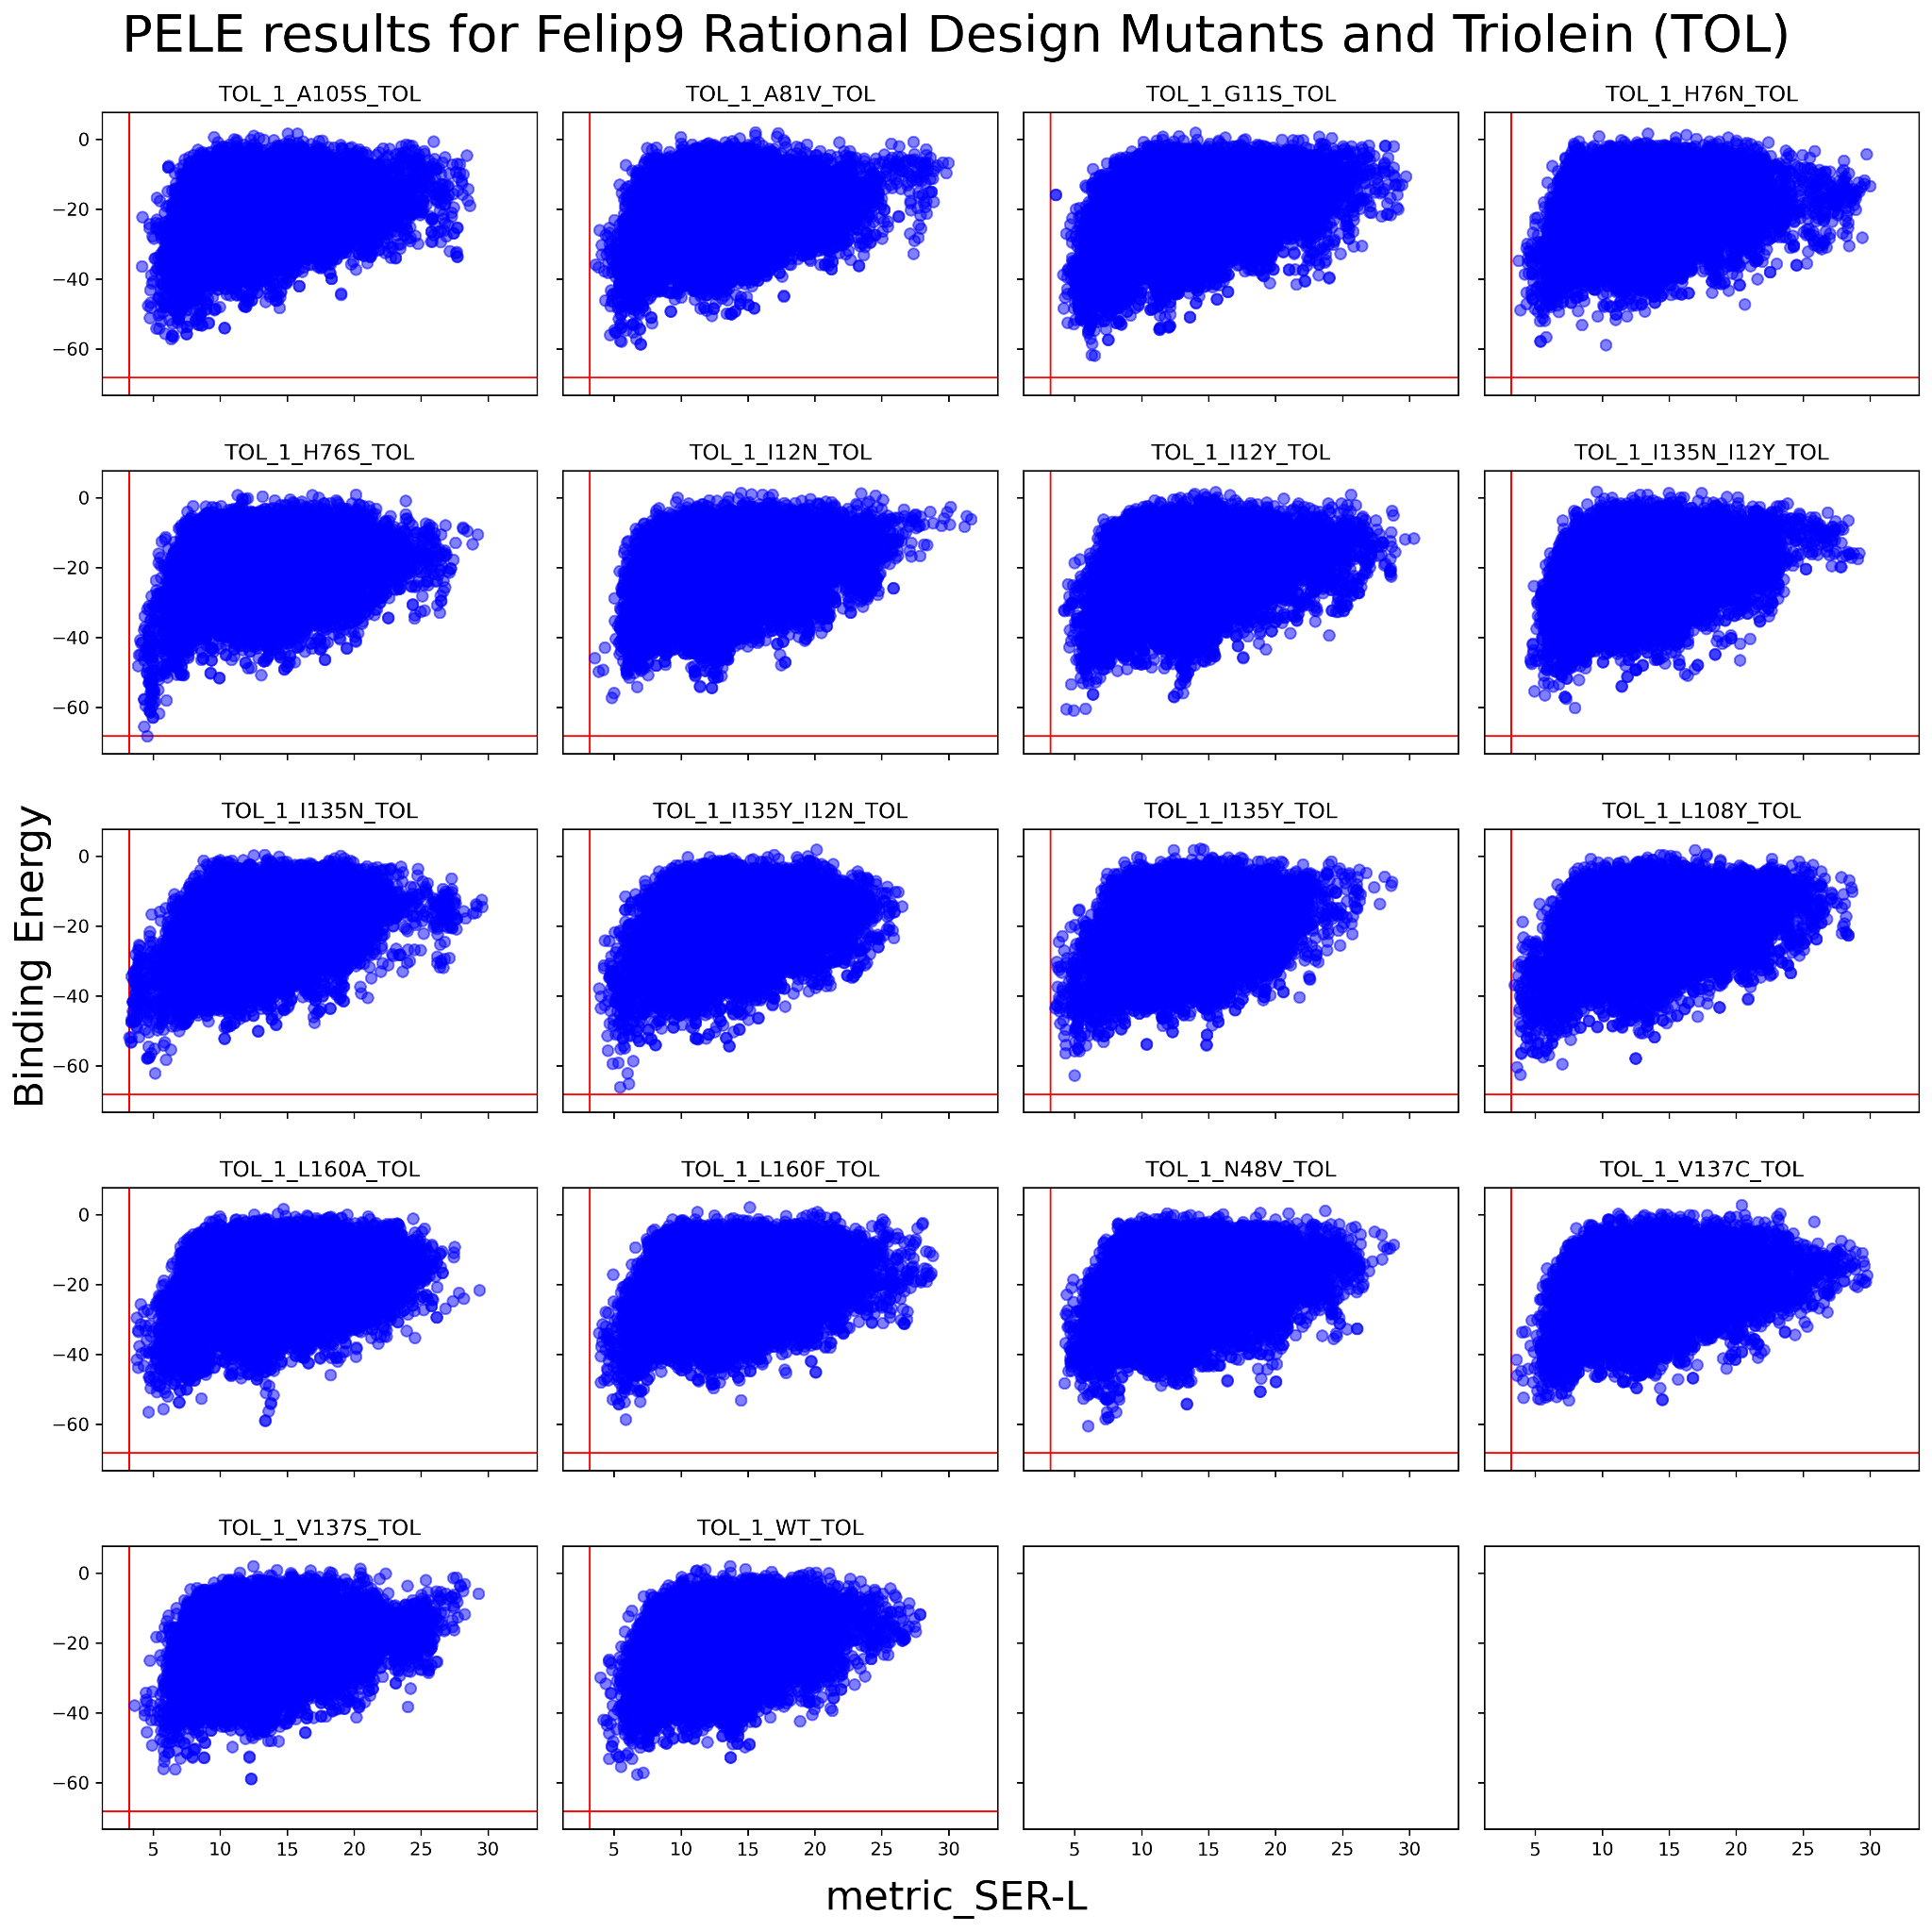 PELE results for Felip9 Rational Design Mutants and Triolein (TOL)
TOL_1_A105S_TOL TOL_1_A81V_TOL TOL_1_G11S_TOL TOL_1_H76N_TOL
0
−20
−40
−60
TOL_1_H76S_TOL TOL_1_I12N_TOL TOL_1_I12Y_TOL TOL_1_I135N_I12Y_TOL
0
−20
−40
−60
TOL_1_I135N_TOL TOL_1_I135Y_I12N_TOL TOL_1_I135Y_TOL TOL_1_L108Y_TOL
0
−20
−40
−60
Binding Energy
TOL_1_L160A_TOL TOL_1_L160F_TOL TOL_1_N48V_TOL TOL_1_V137C_TOL
0
−20
−40
−60
TOL_1_V137S_TOL TOL_1_WT_TOL
0
−20
−40
−60
5 10 15 20 25 30 5 10 15 20 25 30 5 10 15 20 25 30 5 10 15 20 25 30
metric_SER-L